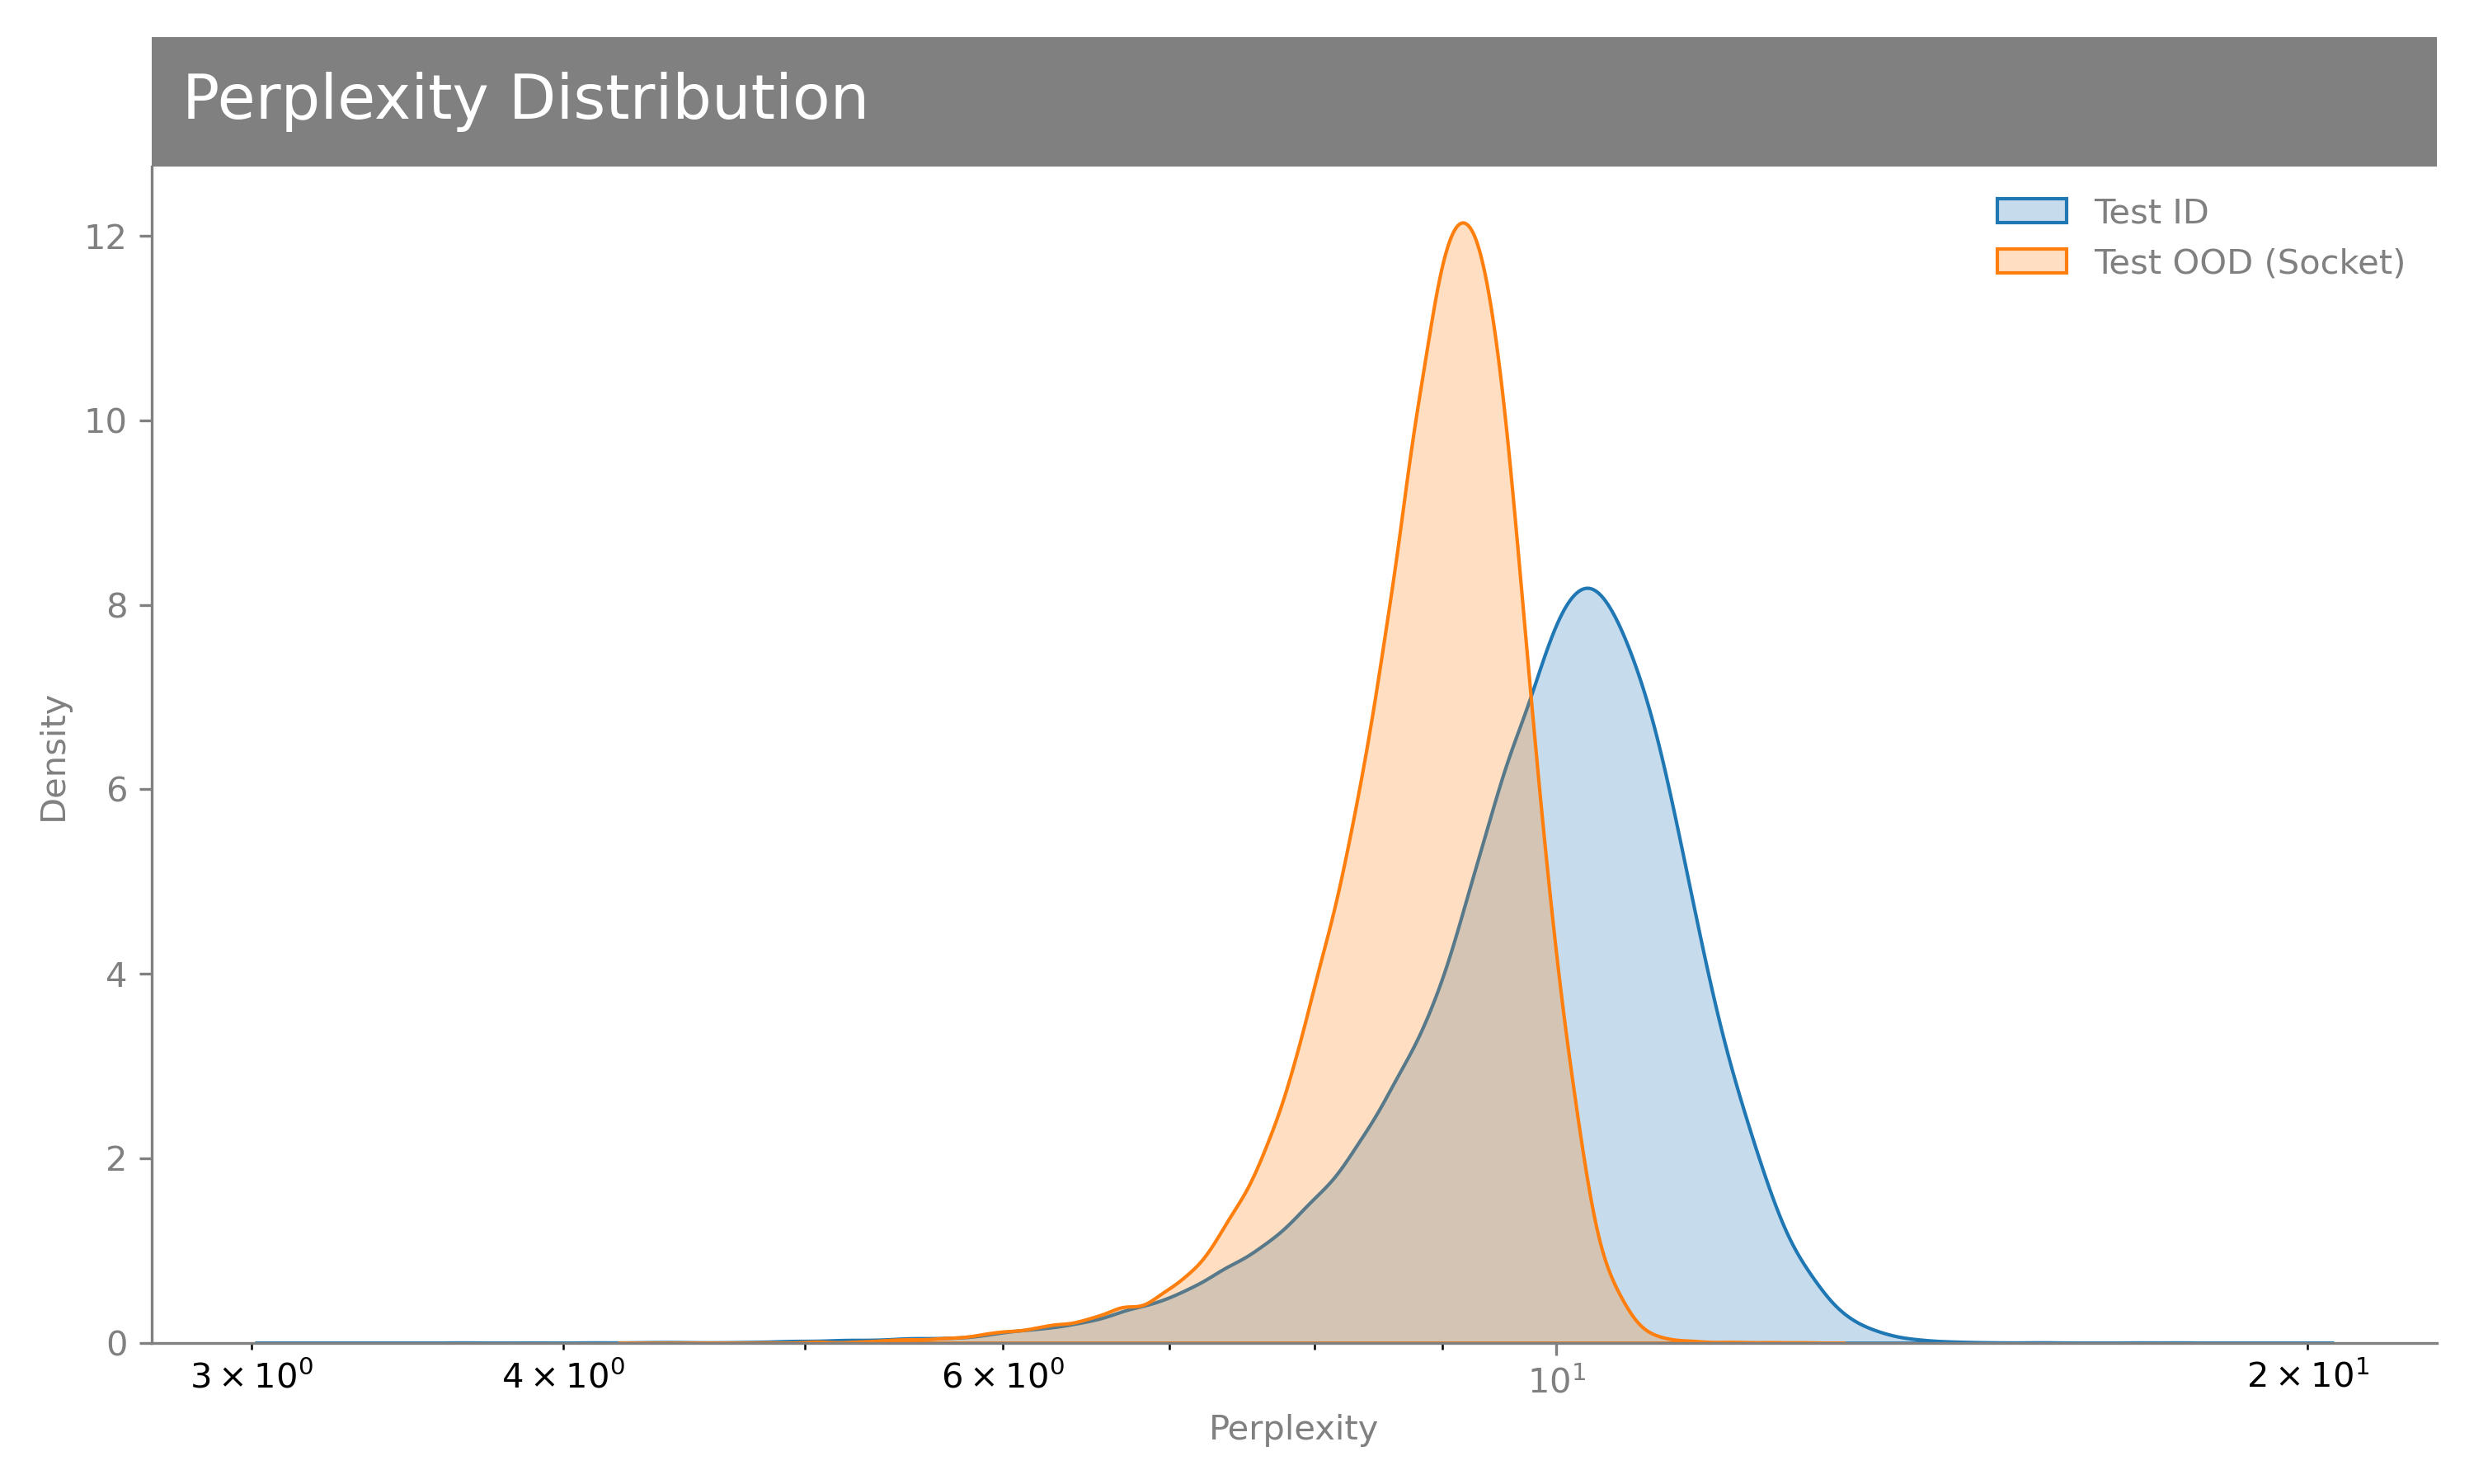 Perplexity Distribution
Test ID
Test OOD (Socket)
12
10
8
6
4
2
0
Density
3 × 10⁰
4 × 10⁰
6 × 10⁰
10¹
2 × 10¹
Perplexity